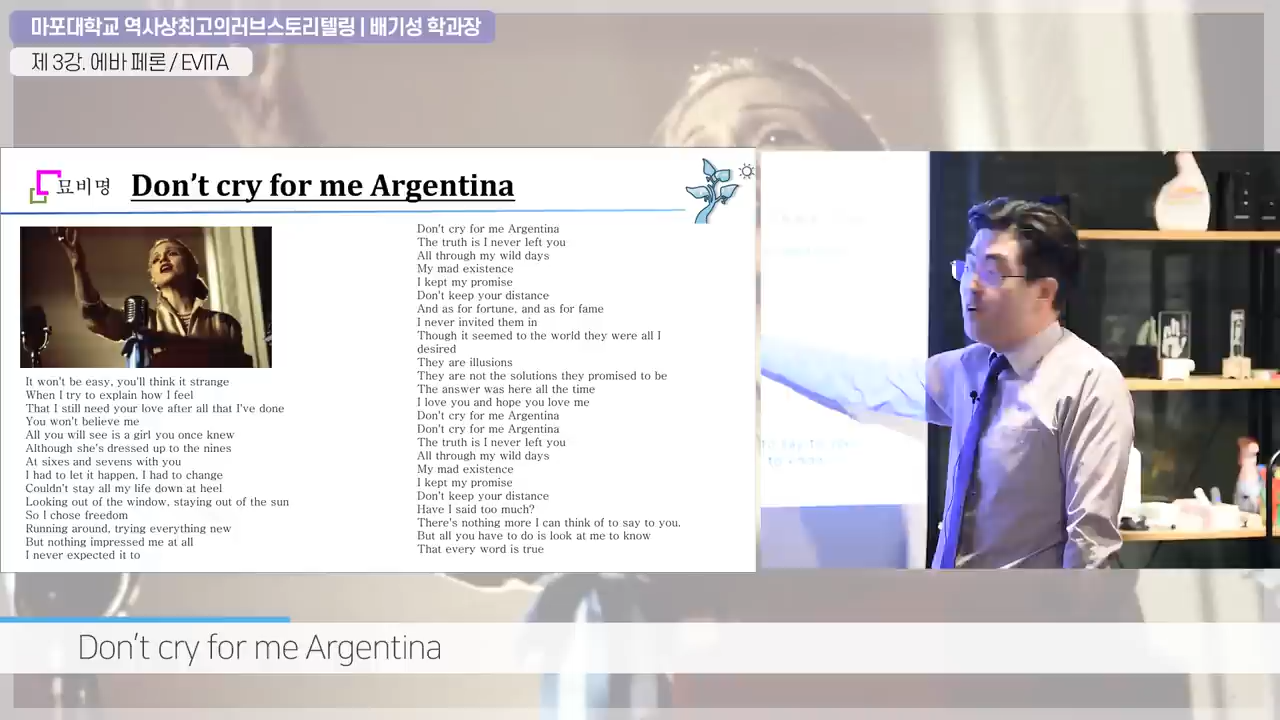 마포대학교 역사상최고의러브스토리텔링 | 배기성 학과장
제 3강. 에바 페론 / EVITA
묘비명 Don't cry for me Argentina
It won't be easy, you'll think it strange
When I try to explain how I feel
That I still need your love after all that I've done
You won't believe me
All you will see is a girl you once knew
Although she's dressed up to the nines
At sixes and sevens with you
I had to let it happen, I had to change
Couldn't stay all my life down at heel
Looking out of the window, staying out of the sun
So I chose freedom
Running around, trying everything new
But nothing impressed me at all
I never expected it to
Don't cry for me Argentina
The truth is I never left you
All through my wild days
My mad existence
I kept my promise
Don't keep your distance
And as for fortune, and as for fame
I never invited them in
Though it seemed to the world they were all I
desired
They are illusions
They are not the solutions they promised to be
The answer was here all the time
I love you and hope you love me
Don't cry for me Argentina
Don't cry for me Argentina
The truth is I never left you
All through my wild days
My mad existence
I kept my promise
Don't keep your distance
Have I said too much?
There's nothing more I can think of to say to you.
But all you have to do is look at me to know
That every word is true
Don't cry for me Argentina